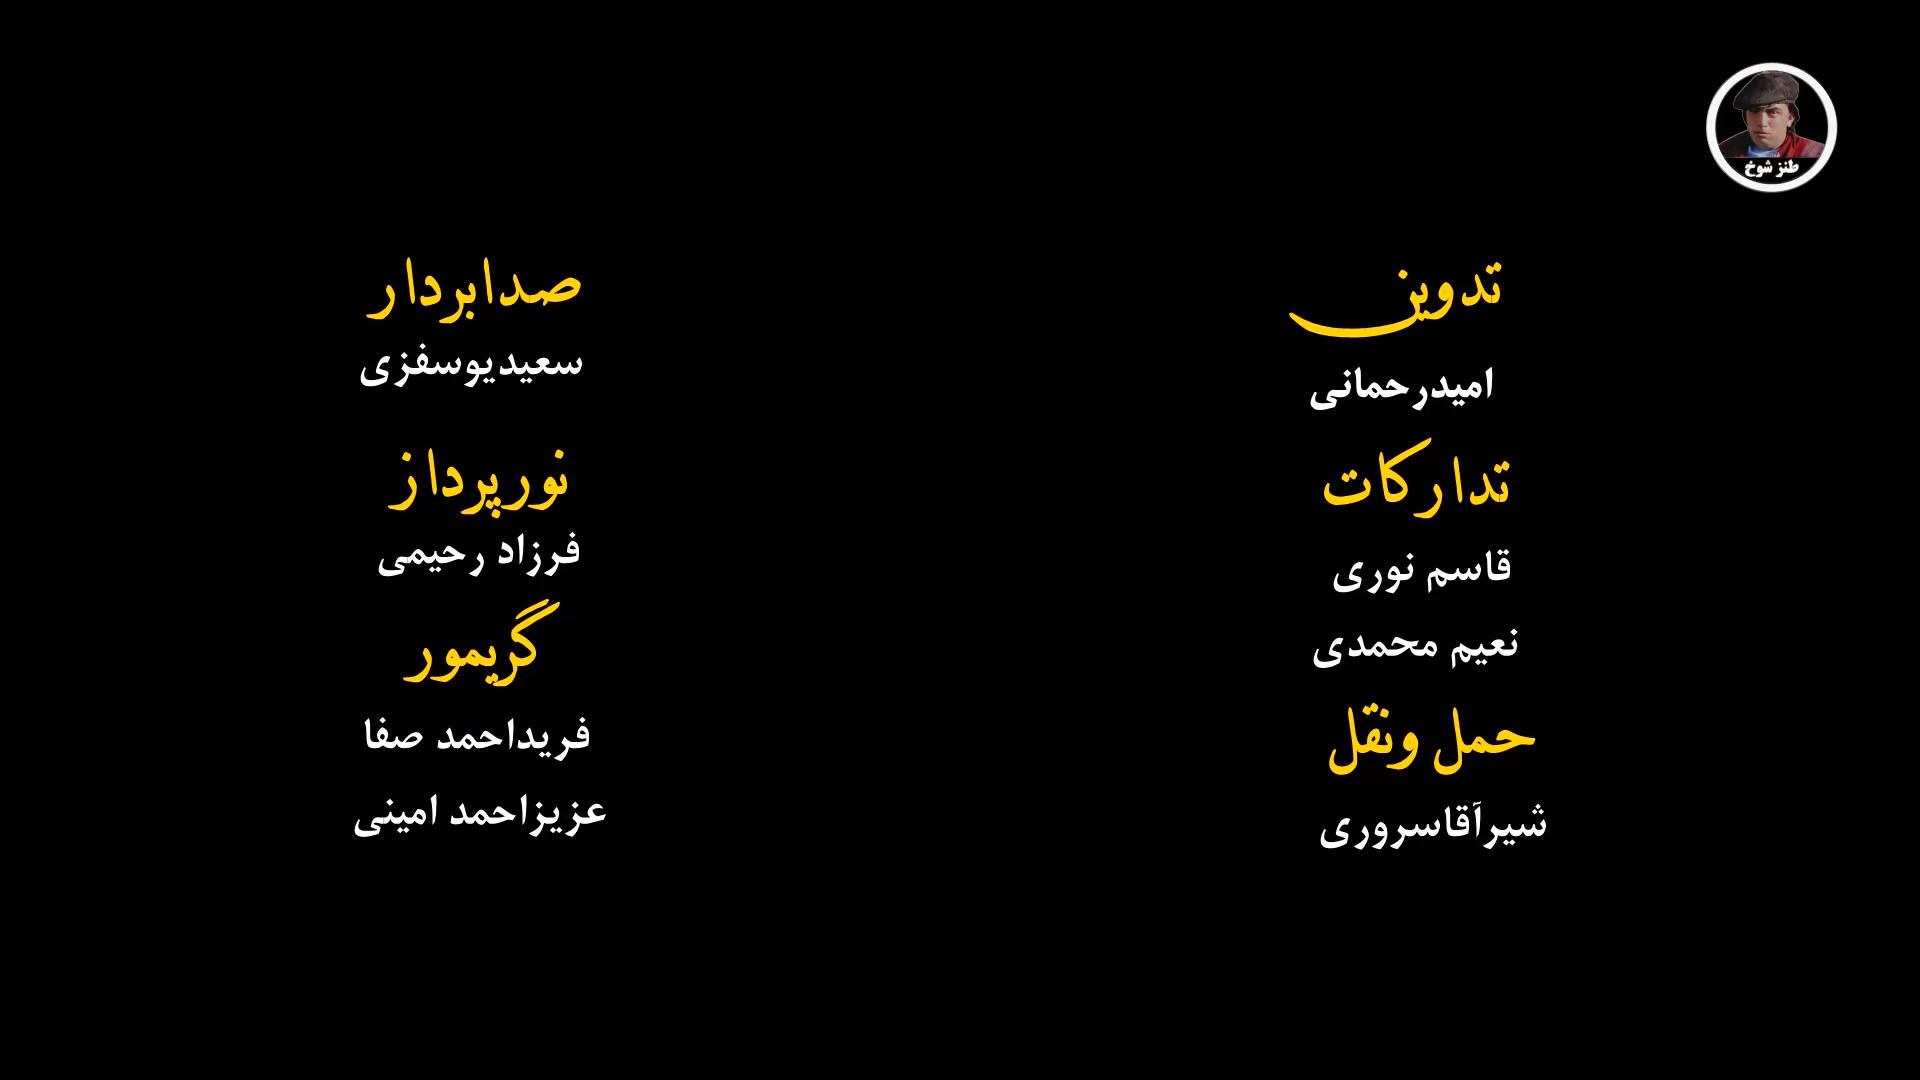 طنز شوخ
تدوین
امیدرحمانی
تدارکات
قاسم نوری
نعیم محمدی
حمل ونقل
شیرآقاسروری
صدابردار
سعیدیوسفزی
نورپرداز
فرزاد رحیمی
گریمور
فریداحمد صفا
عزیزاحمد امینی